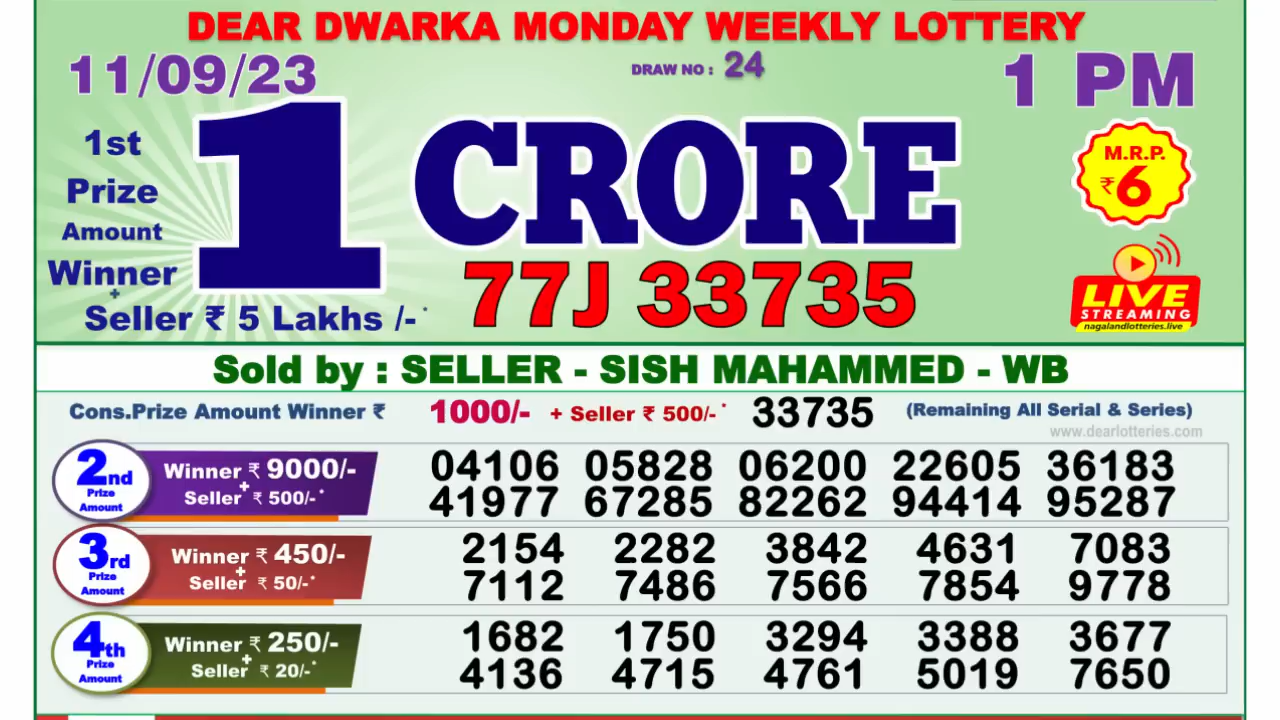 DEAR DWARKA MONDAY WEEKLY LOTTERY
11/09/23 DRAW NO : 24 1 PM
1st
Prize
Amount
Winner
+
Seller ₹ 5 Lakhs /-*
1 CRORE
77J 33735
M.R.P.
₹6
LIVE
STREAMING
nagalandlotteries.live
Sold by : SELLER - SISH MAHAMMED - WB
Cons.Prize Amount Winner ₹ 1000/- + Seller ₹ 500/-* 33735 (Remaining All Serial & Series)
www.dearlotteries.com
2nd
Prize
Amount
Winner ₹ 9000/-
+
Seller ₹ 500/-*
04106 05828 06200 22605 36183
41977 67285 82262 94414 95287
3rd
Prize
Amount
Winner ₹ 450/-
+
Seller ₹ 50/-*
2154 2282 3842 4631 7083
7112 7486 7566 7854 9778
4th
Prize
Amount
Winner ₹ 250/-
+
Seller ₹ 20/-*
1682 1750 3294 3388 3677
4136 4715 4761 5019 7650